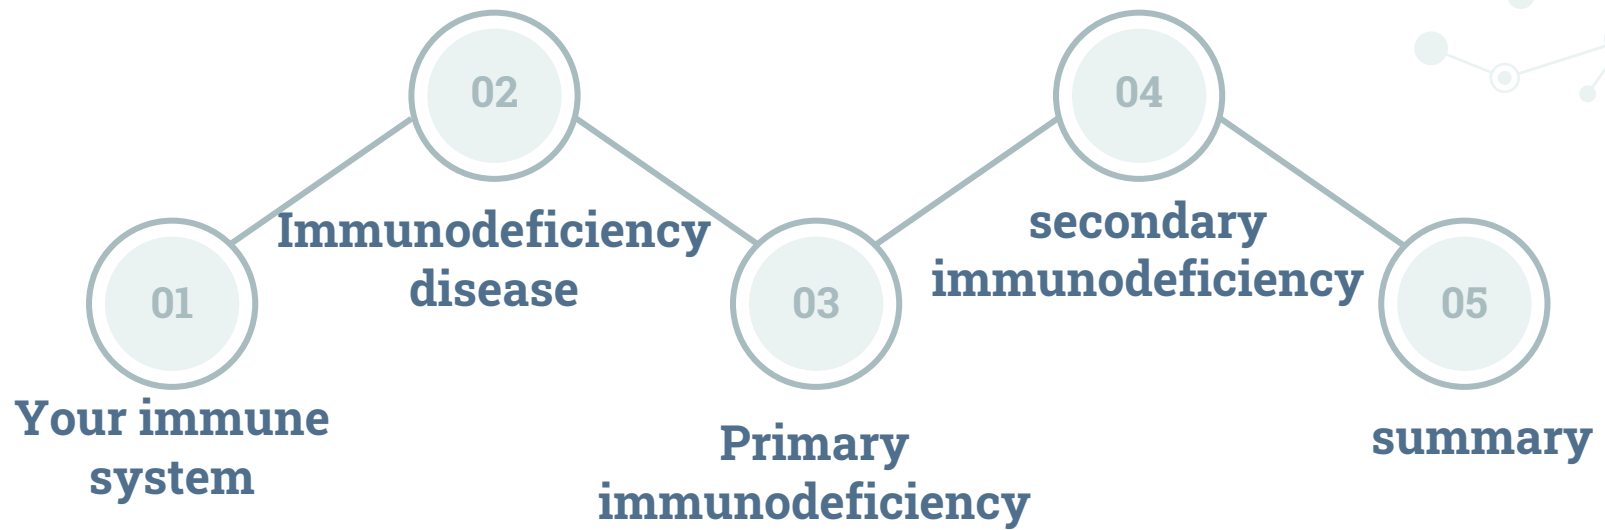 01
Your immune
system
02
Immunodeficiency
disease
03
Primary
immunodeficiency
04
secondary
immunodeficiency
05
summary